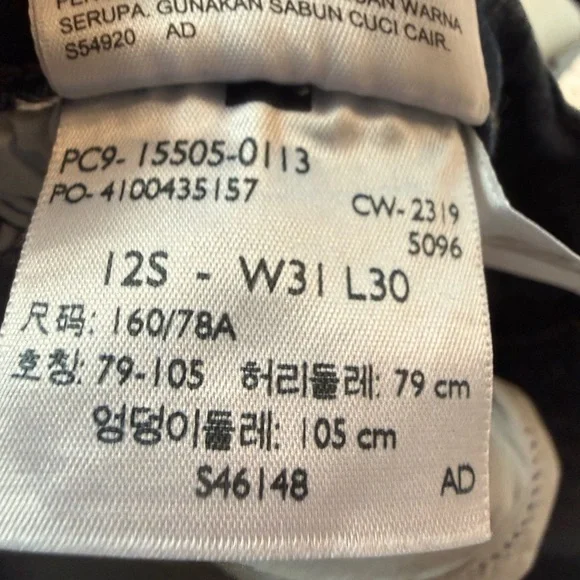 WARNA
SERUPA. GUNAKAN SABUN CUCI CAIR.
S54920 AD
PC9-15505-0113
PO-4100435157
CW-2319
5096
12S - W31 L30
尺码: 160/78A
호칭: 79-105 허리둘레: 79 cm
엉덩이둘레: 105 cm
S46148 AD